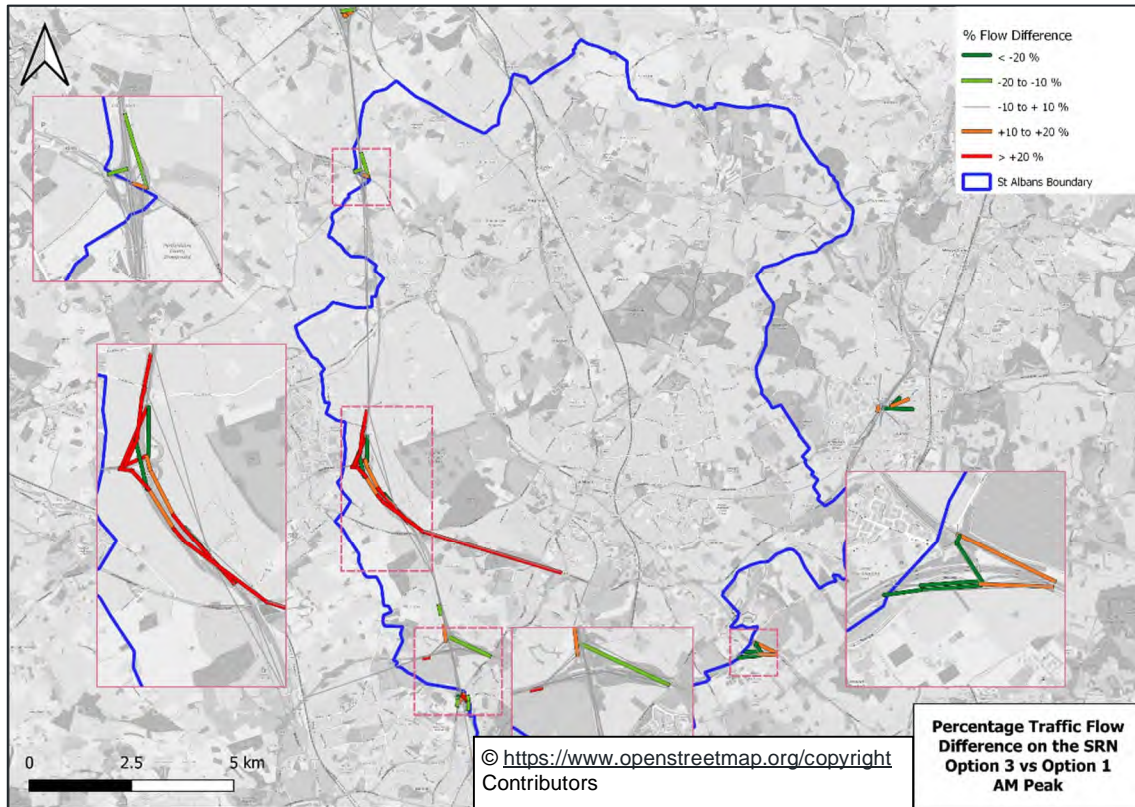 % Flow Difference
< -20 %
-20 to -10 %
-10 to + 10 %
+10 to +20 %
> +20 %
St Albans Boundary
0 2.5 5 km
© https://www.openstreetmap.org/copyright
Contributors
Percentage Traffic Flow
Difference on the SRN
Option 3 vs Option 1
AM Peak